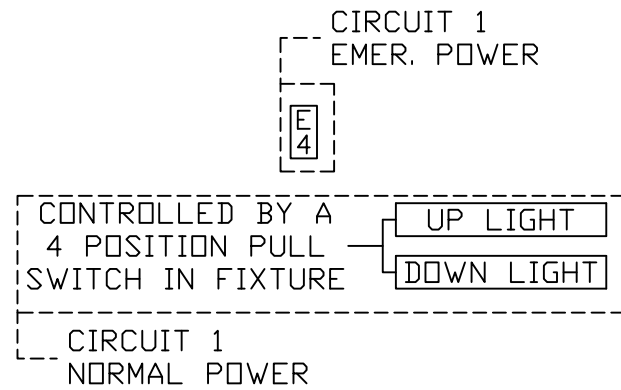 CIRCUIT 1
EMER. POWER
E
4
CONTROLLED BY A
4 POSITION PULL
SWITCH IN FIXTURE
UP LIGHT
DOWN LIGHT
CIRCUIT 1
NORMAL POWER